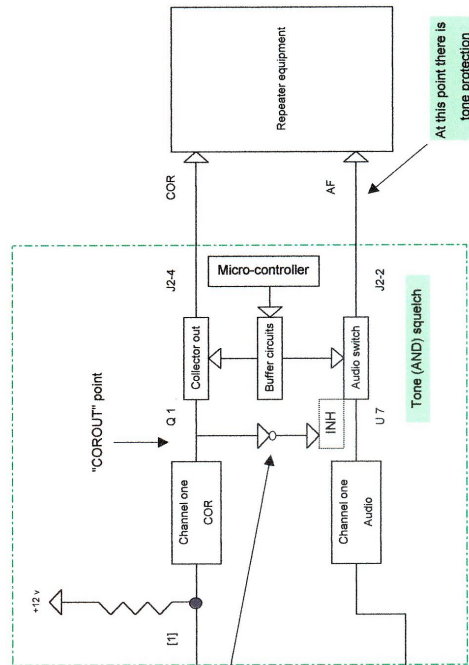 Repeater equipment
COR
AF
At this point there is
tone protection
J2-4
Micro-controller
J2-2
Collector out
Buffer circuits
Audio switch
Tone (AND) squelch
"COROUT" point
Q 1
INH
U 7
Channel one
COR
Channel one
Audio
+12 v
[1]